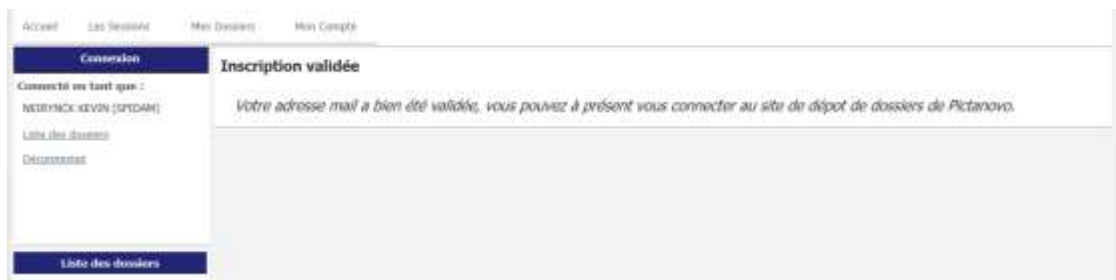 Accueil Les Sessions Mes Dossiers Mon Compte
Connexion
Connecté en tant que :
NEIRYNCK KEVIN [SPEDAM]
Liste des dossiers
Déconnexion
Inscription validée
Votre adresse mail a bien été validée, vous pouvez à présent vous connecter au site de dépot de dossiers de Pictanovo.
Liste des dossiers